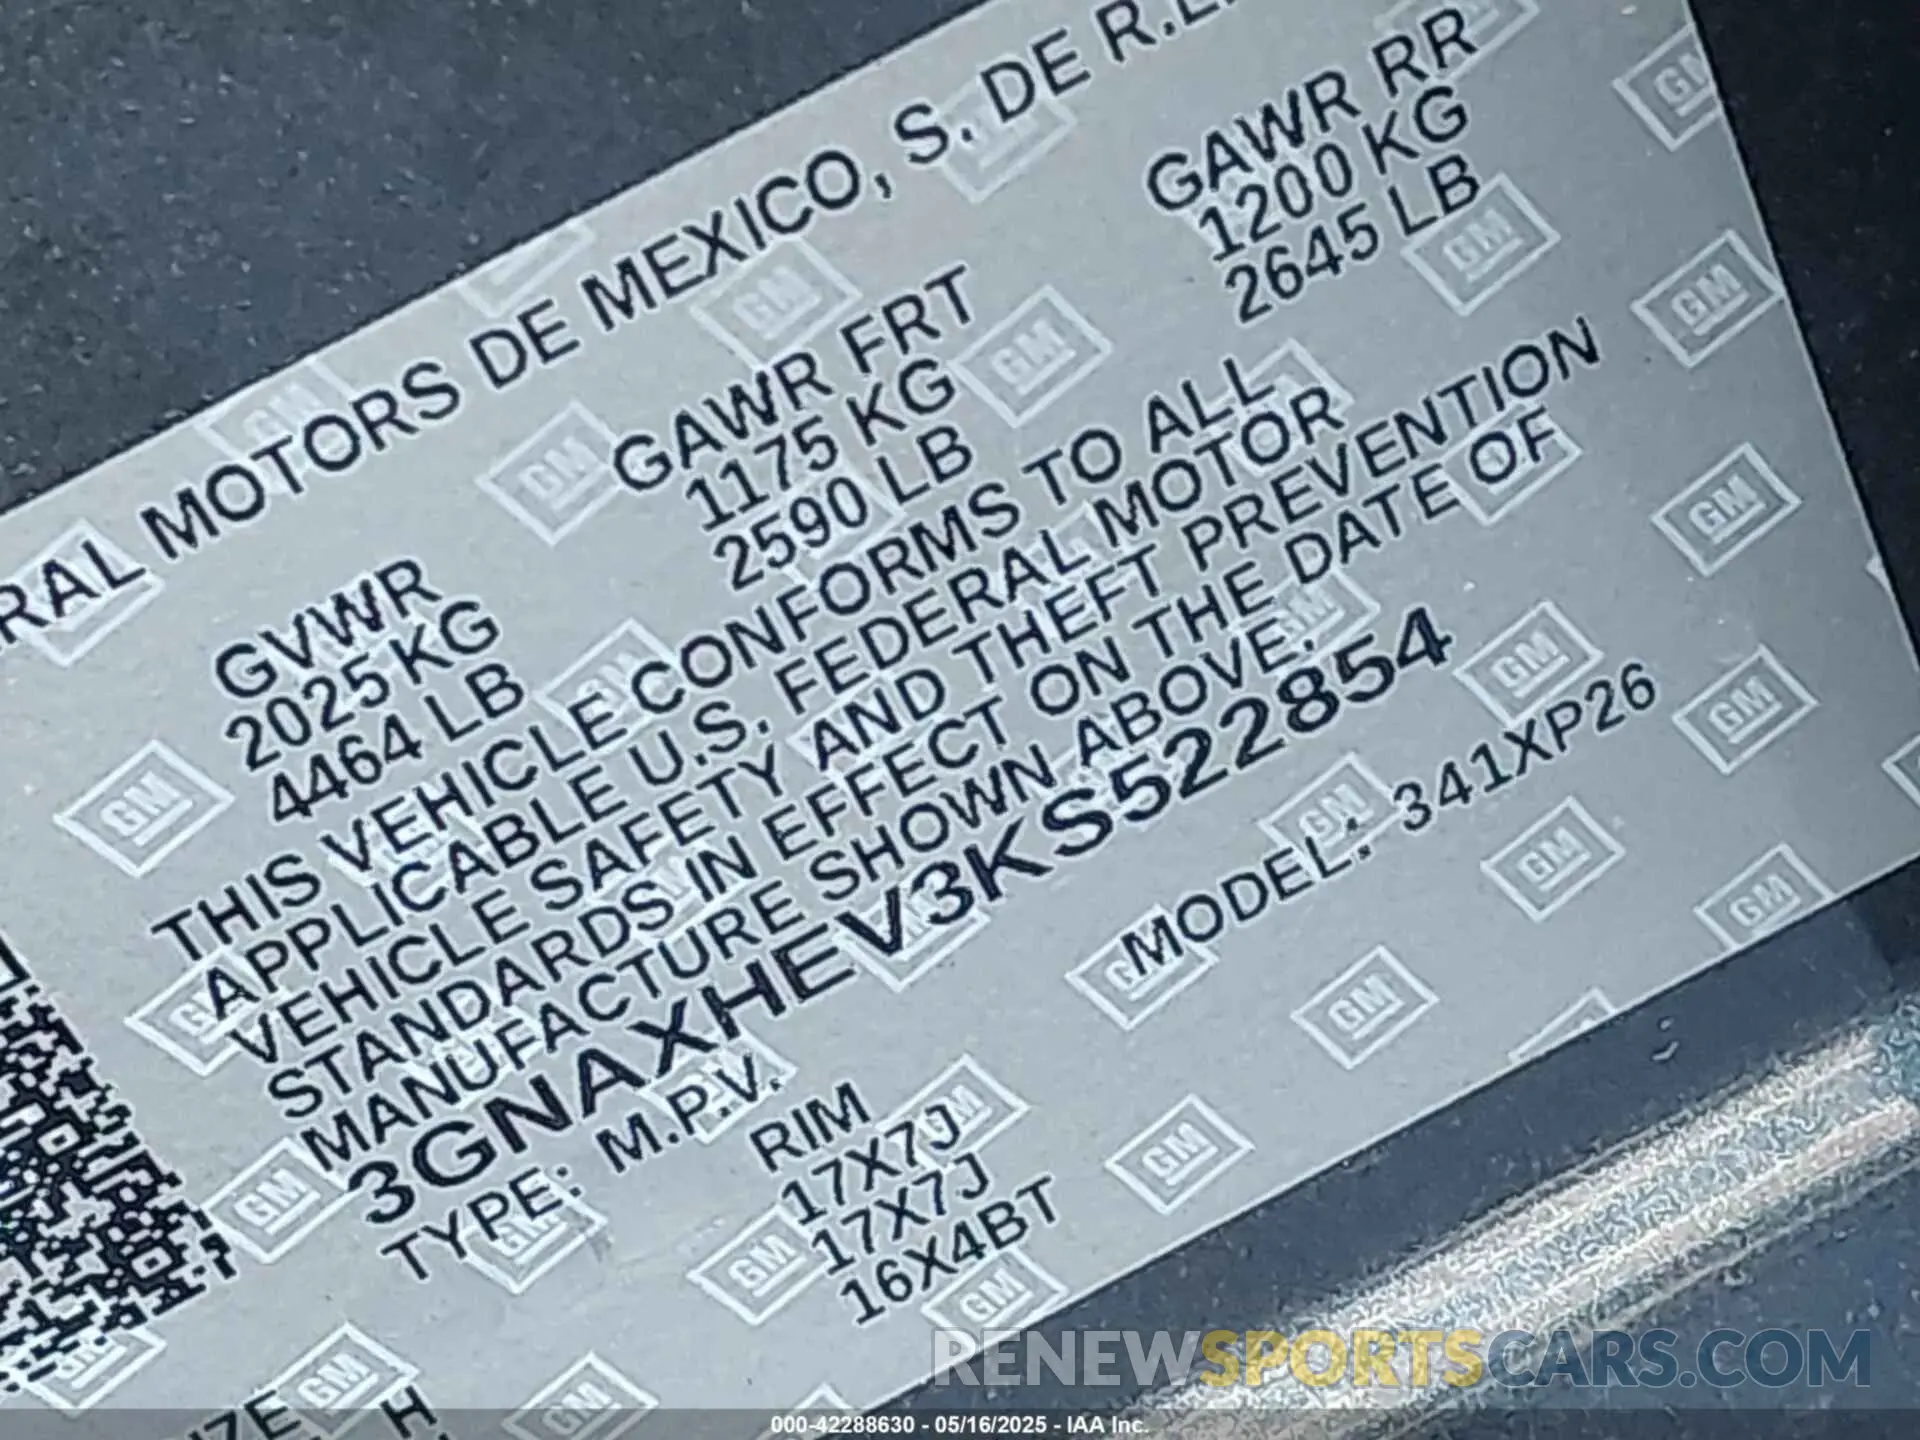 RAL MOTORS DE MEXICO, S. DE R.L.
GVWR GAWR FRT GAWR RR
2025 KG 1175 KG 1200 KG
4464 LB 2590 LB 2645 LB
THIS VEHICLE CONFORMS TO ALL
APPLICABLE U.S. FEDERAL MOTOR
VEHICLE SAFETY AND THEFT PREVENTION
STANDARDS IN EFFECT ON THE DATE OF
MANUFACTURE SHOWN ABOVE.
3GNAXHEV3KS522854
TYPE: M.P.V. MODEL: 341XP26
RIM
17X7J
17X7J
16X4BT
GM
RENEWSPORTSCARS.COM
000-42288630 - 05/16/2025 - IAA Inc.